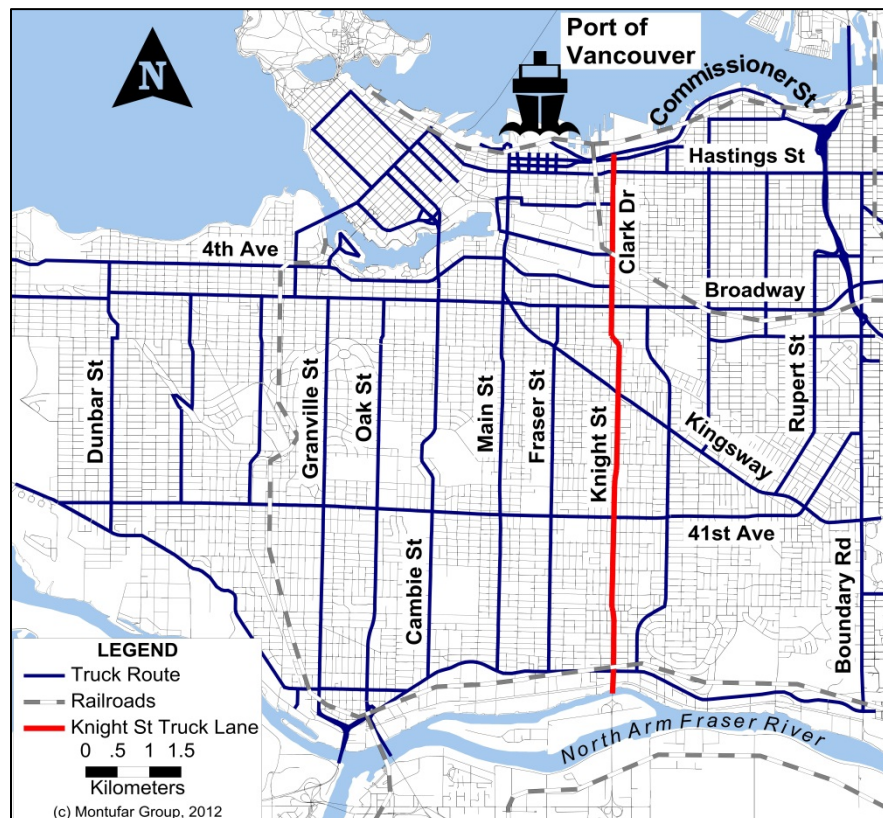 Port of
Vancouver
N
Commissioner St
Hastings St
Clark Dr
4th Ave
Broadway
Dunbar St
Granville St
Oak St
Main St
Fraser St
Knight St
Rupert St
Kingsway
41st Ave
Cambie St
Boundary Rd
North Arm Fraser River
LEGEND
Truck Route
Railroads
Knight St Truck Lane
0 .5 1 1.5
Kilometers
(c) Montufar Group, 2012